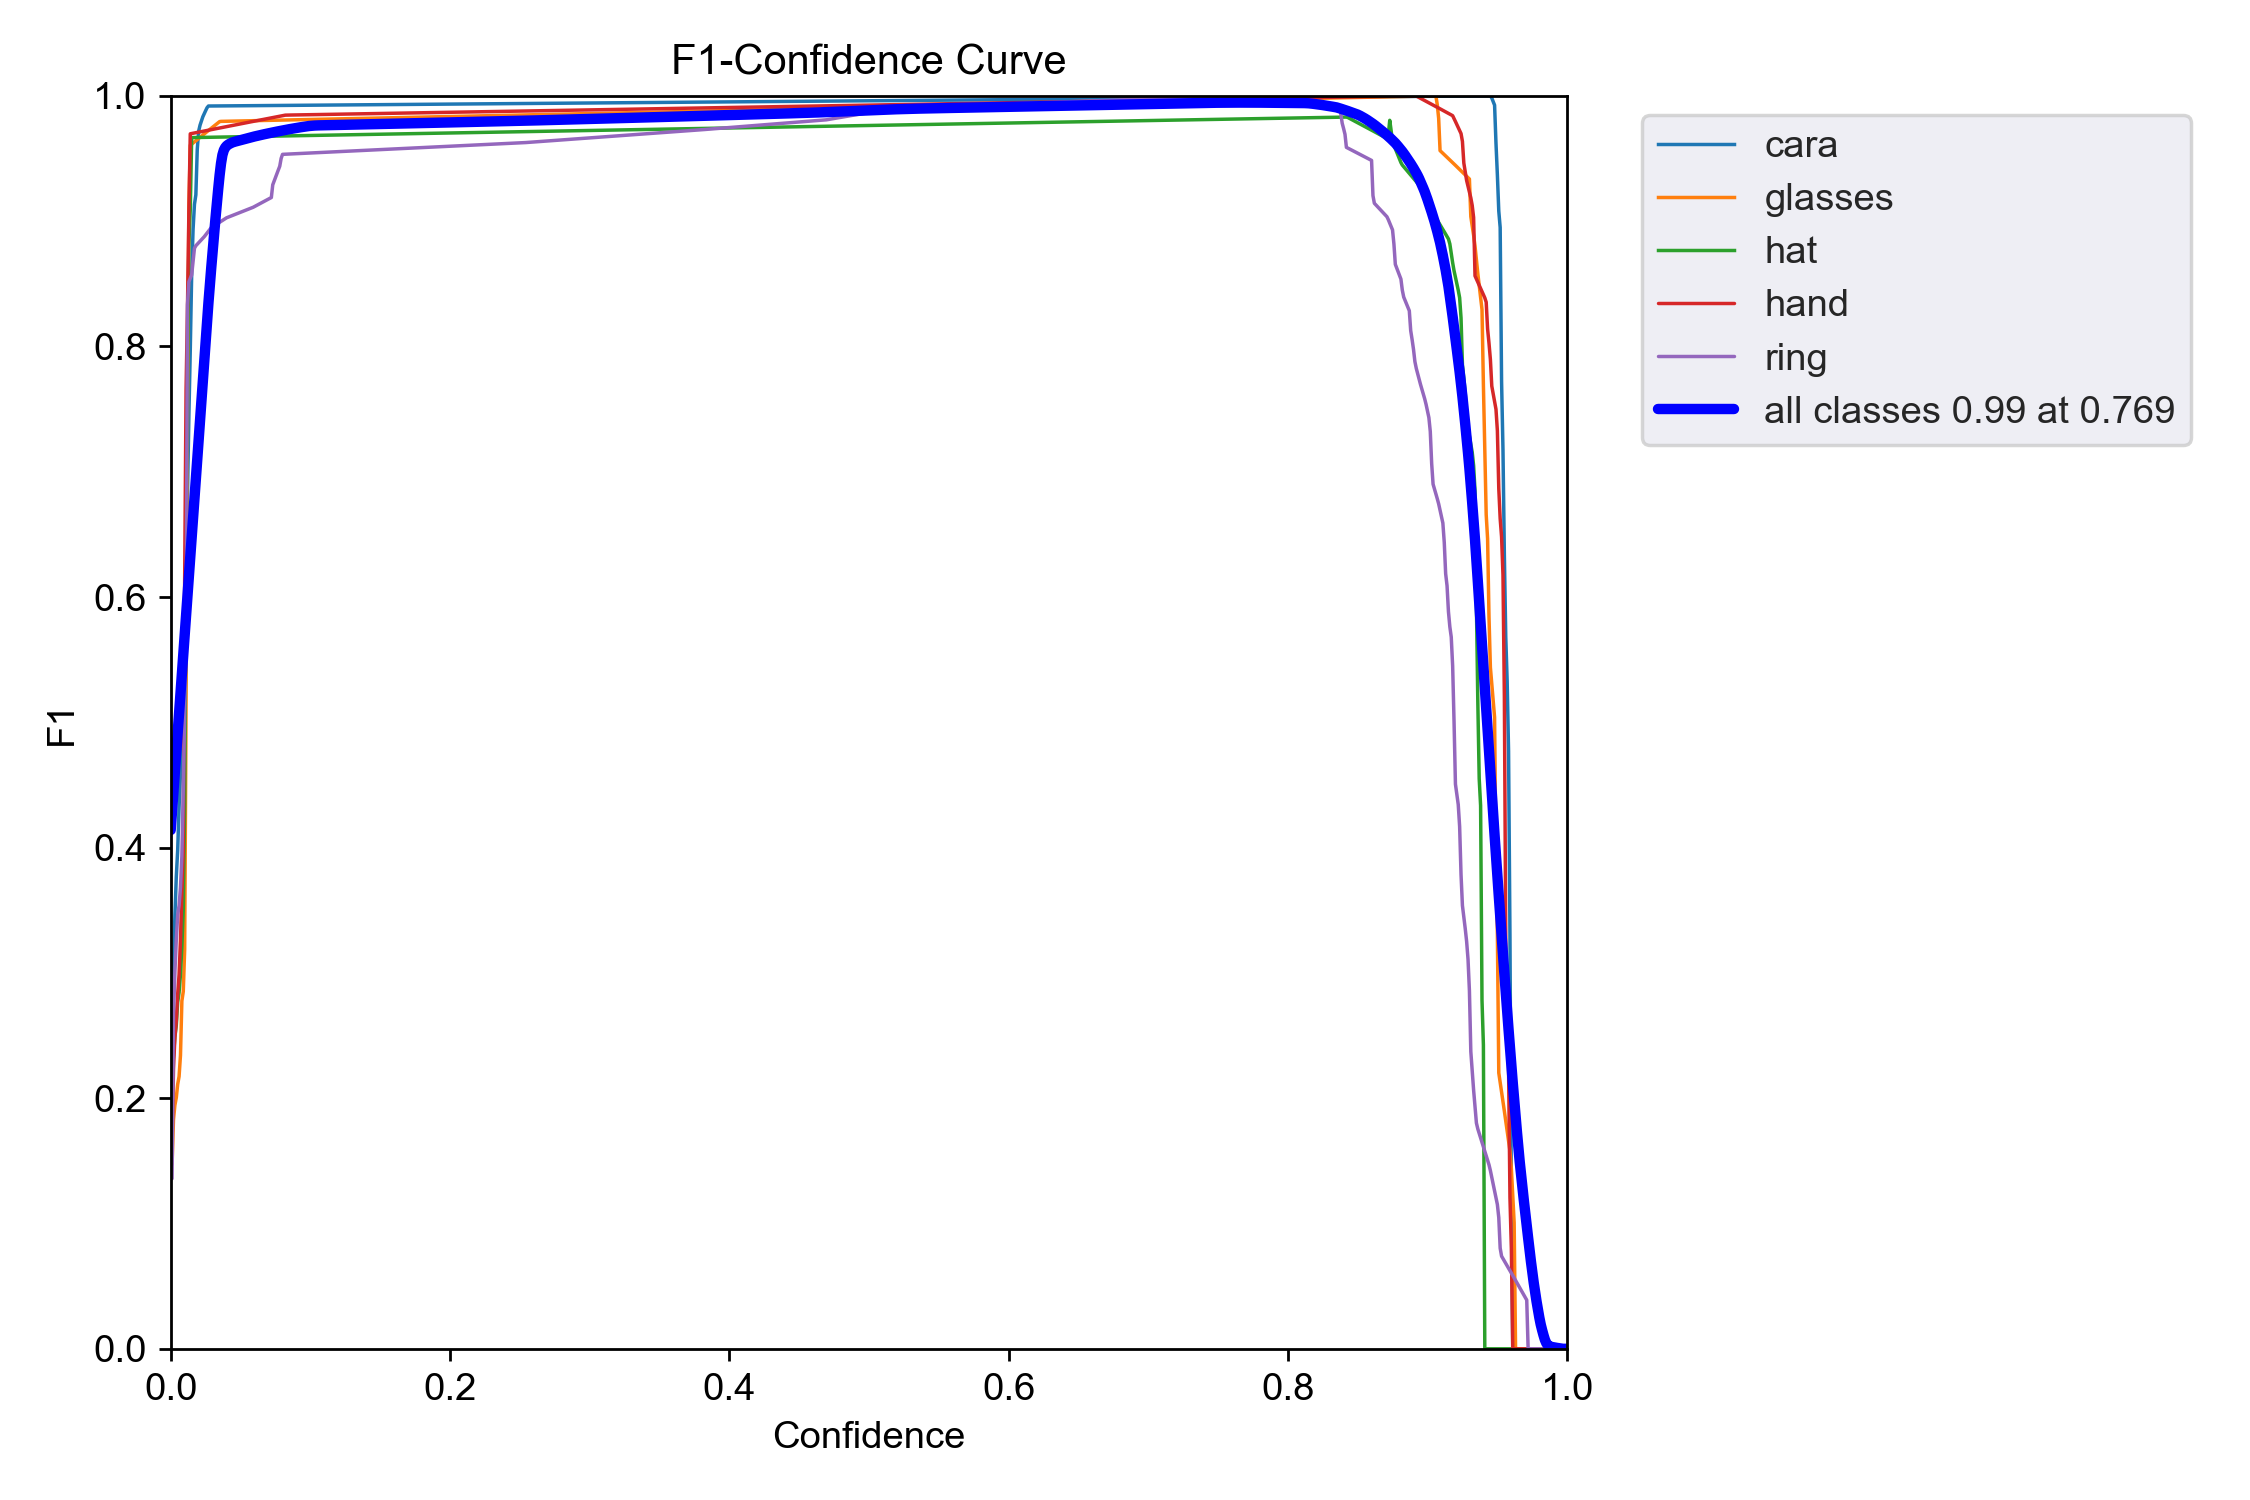 F1-Confidence Curve
1.0
0.8
0.6
0.4
0.2
0.0
F1
0.0 0.2 0.4 0.6 0.8 1.0
Confidence
cara
glasses
hat
hand
ring
all classes 0.99 at 0.769